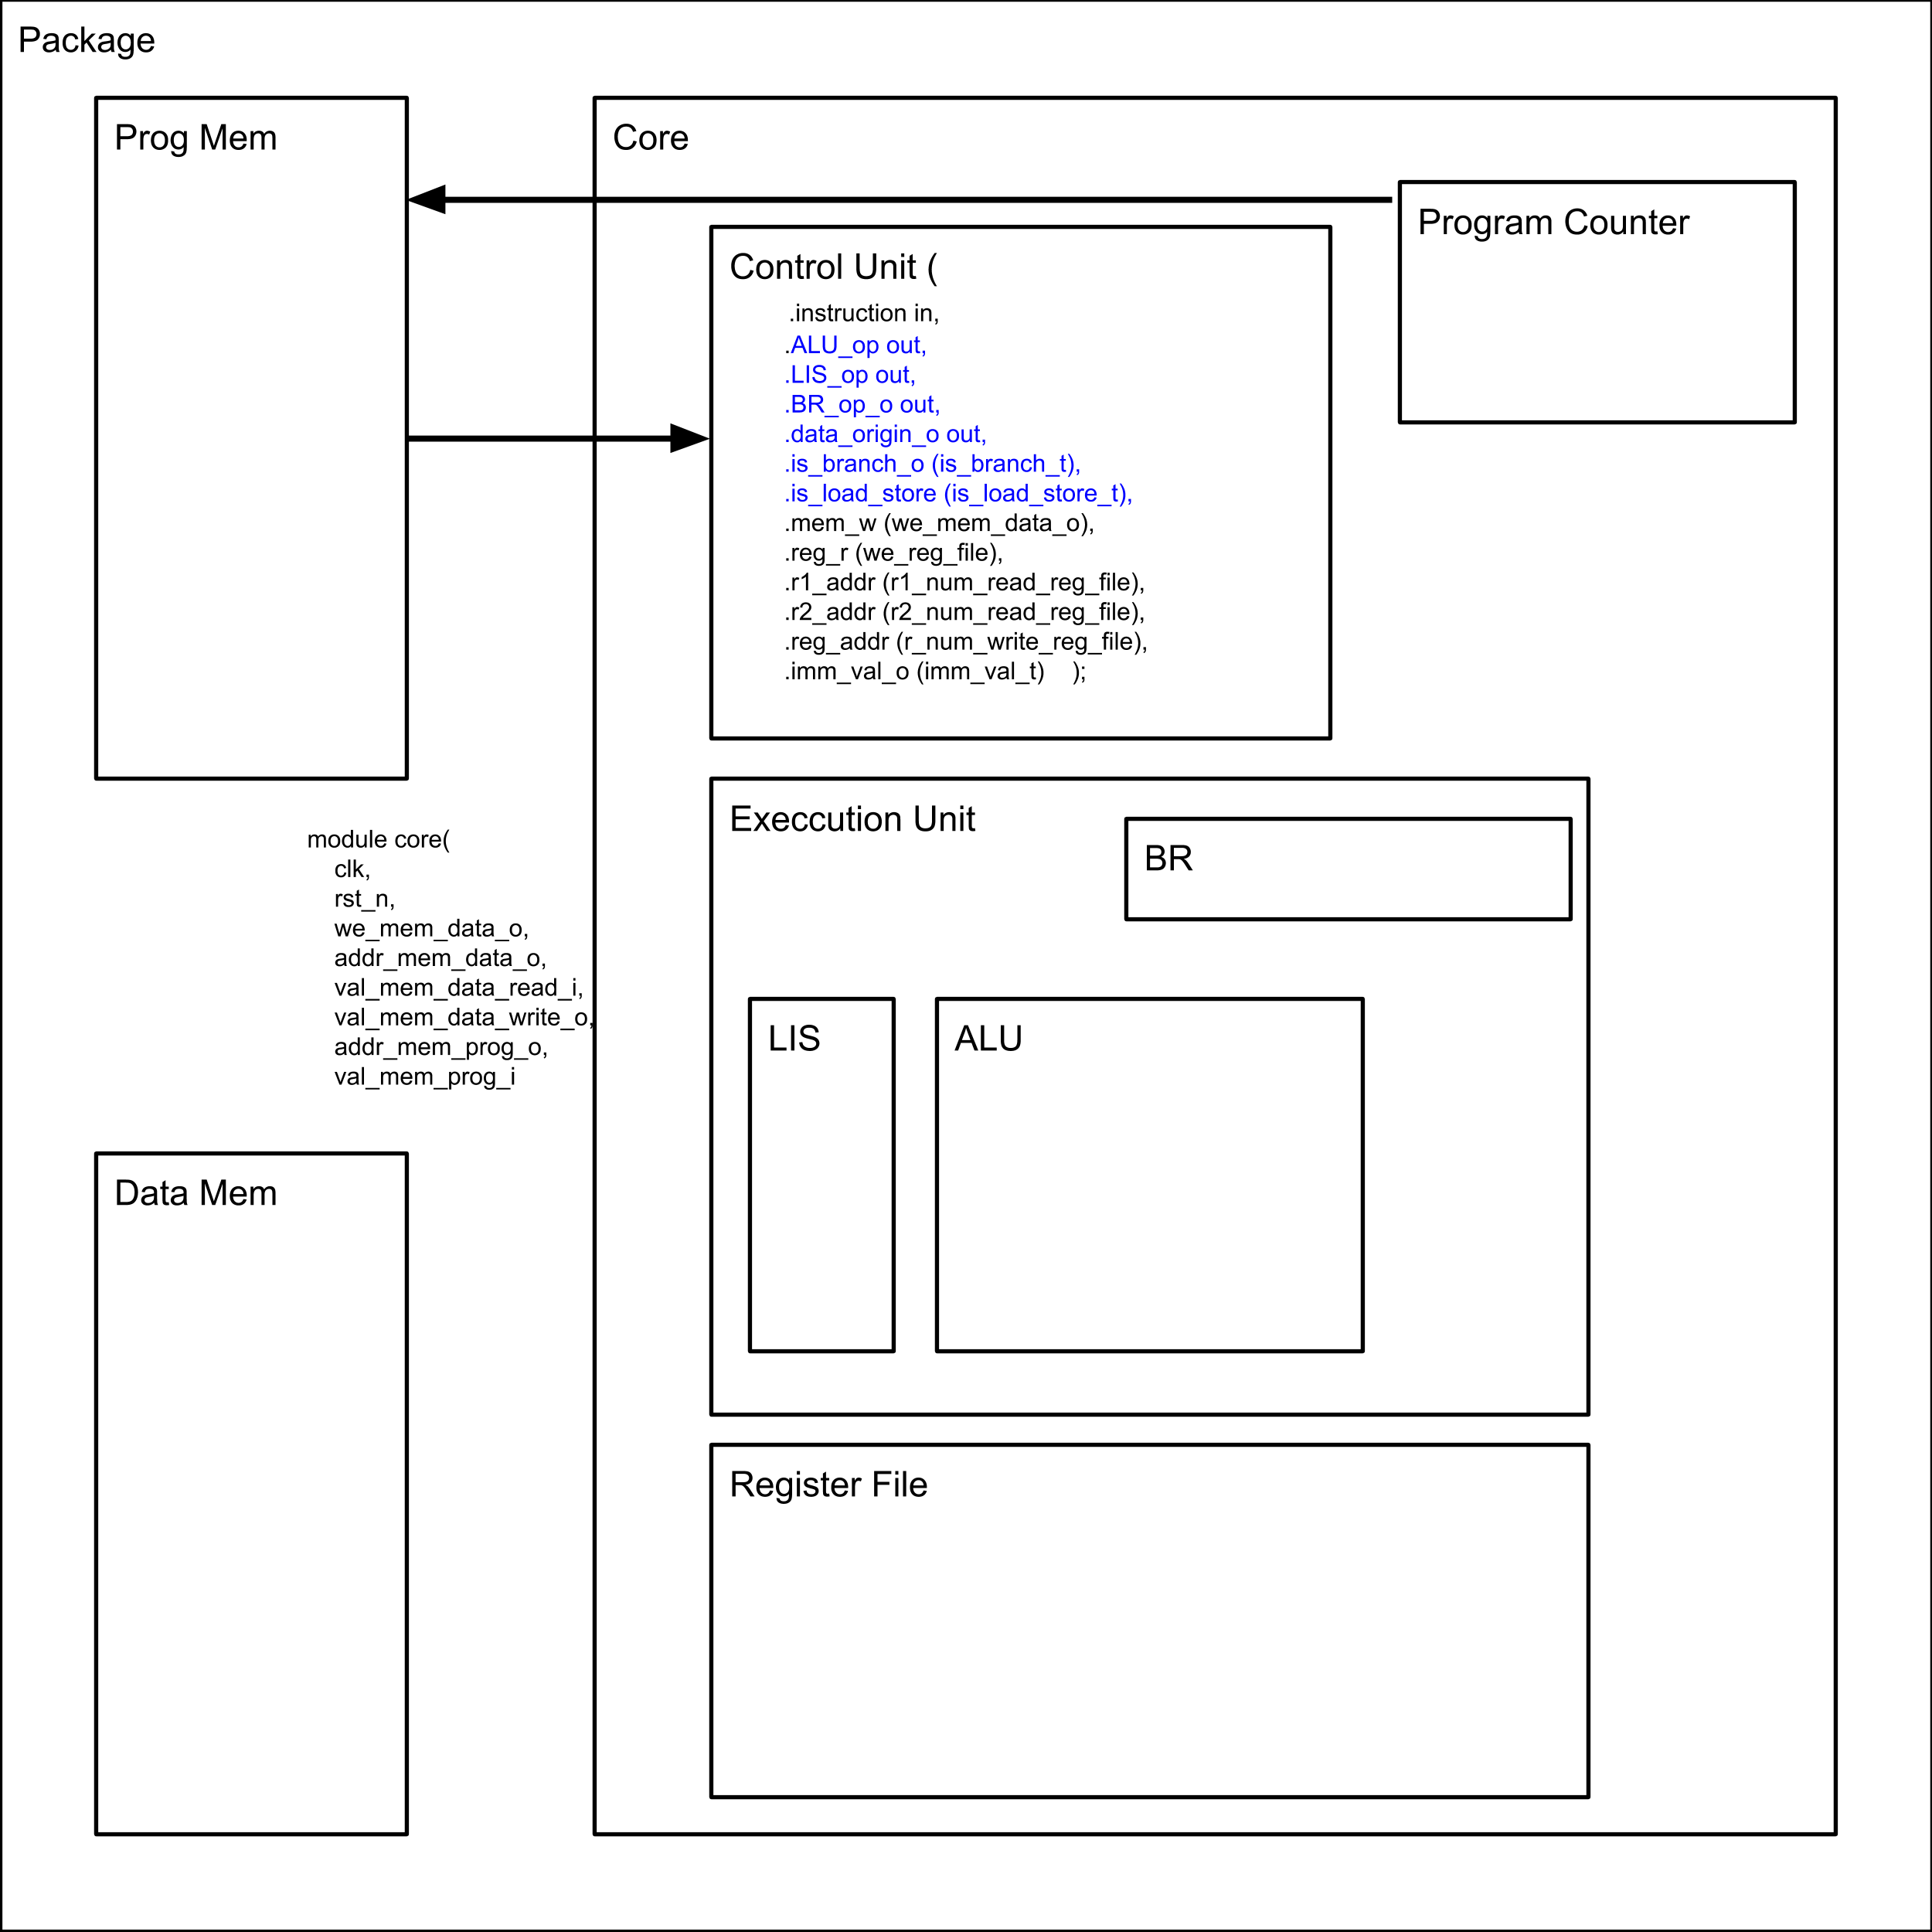 Package
Prog Mem
Core
Program Counter
Control Unit (
.instruction in,
.ALU_op out,
.LIS_op out,
.BR_op_o out,
.data_origin_o out,
.is_branch_o (is_branch_t),
.is_load_store (is_load_store_t),
.mem_w (we_mem_data_o),
.reg_r (we_reg_file),
.r1_addr (r1_num_read_reg_file),
.r2_addr (r2_num_read_reg_file),
.reg_addr (r_num_write_reg_file),
.imm_val_o (imm_val_t) );
Execcution Unit
BR
module core(
clk,
rst_n,
we_mem_data_o,
addr_mem_data_o,
val_mem_data_read_i,
val_mem_data_write_o,
addr_mem_prog_o,
val_mem_prog_i
LIS
ALU
Data Mem
Register File